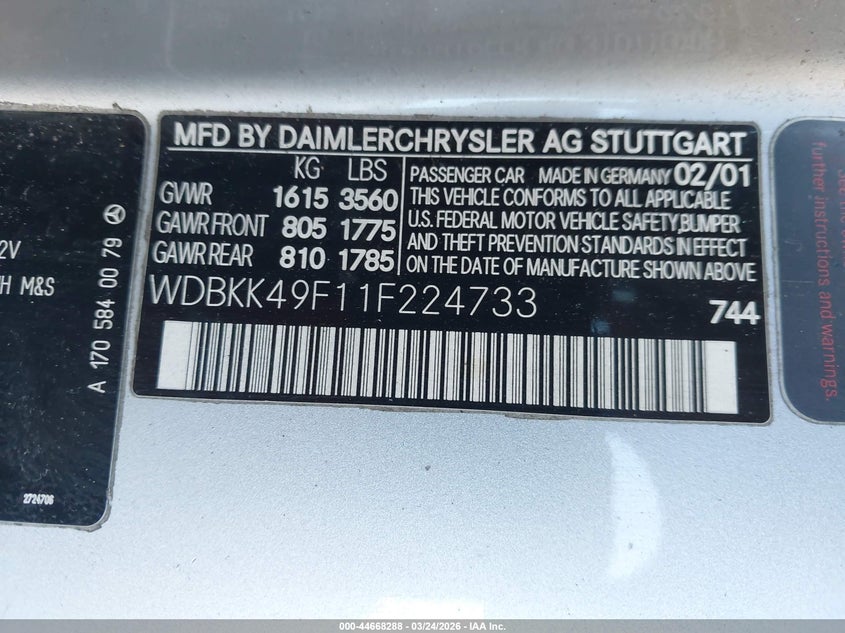 MFD BY DAIMLERCHRYSLER AG STUTTGART
KG LBS
GVWR 1615 3560
GAWR FRONT 805 1775
GAWR REAR 810 1785
PASSENGER CAR MADE IN GERMANY 02/01
THIS VEHICLE CONFORMS TO ALL APPLICABLE
U.S. FEDERAL MOTOR VEHICLE SAFETY, BUMPER
AND THEFT PREVENTION STANDARDS IN EFFECT
ON THE DATE OF MANUFACTURE SHOWN ABOVE
WDBKK49F11F224733
744
2V
H M&S
A 170 584 00 79
2724706
further instructions
and warnings.
000-44668288 - 03/24/2026 - IAA Inc.